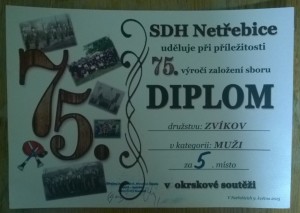 SDH Netřebice
uděluje při příležitosti
75. výročí založení sboru
DIPLOM
družstvu: ZVÍKOV
v kategorii: MUŽI
za 5. místo
v okrskové soutěži
75.